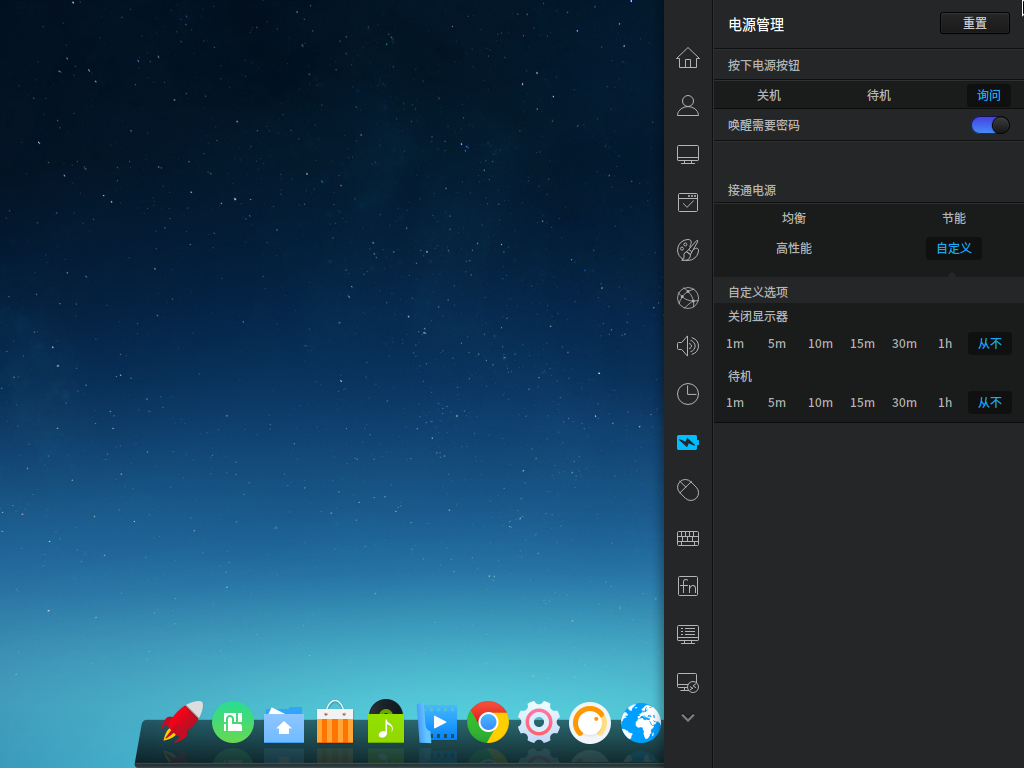 电源管理 重置
按下电源按钮
关机 待机 询问
唤醒需要密码
接通电源
均衡 节能
高性能 自定义
自定义选项
关闭显示器
1m 5m 10m 15m 30m 1h 从不
待机
1m 5m 10m 15m 30m 1h 从不
fn